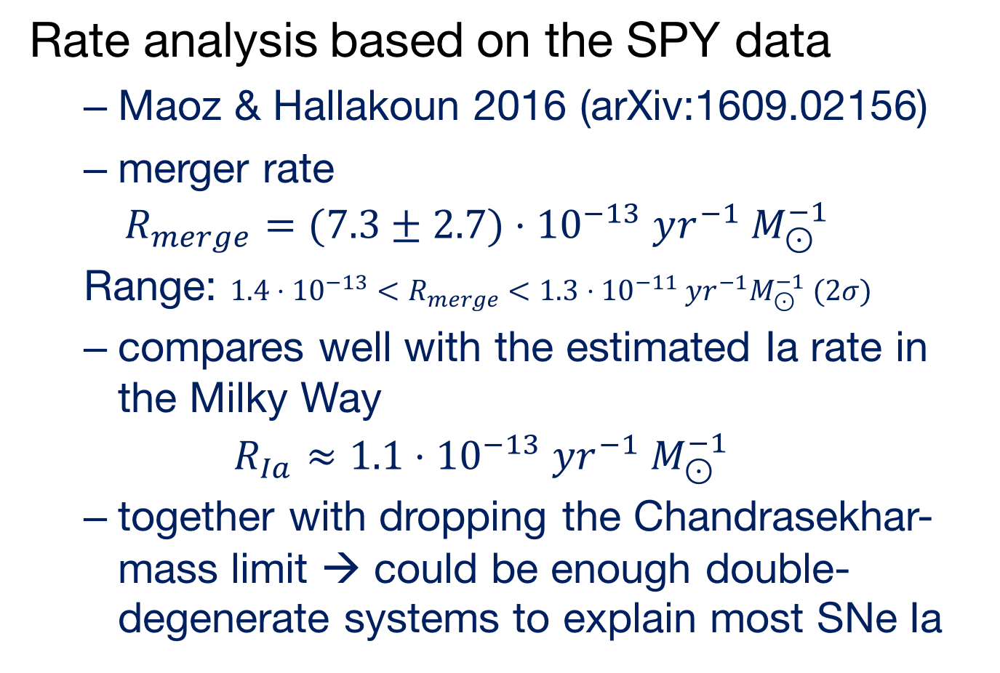 Rate analysis based on the SPY data
– Maoz & Hallakoun 2016 (arXiv:1609.02156)
– merger rate
$R_{merge} = (7.3 \pm 2.7) \cdot 10^{-13} \ yr^{-1} \ M_{\odot}^{-1}$
Range: $1.4 \cdot 10^{-13} < R_{merge} < 1.3 \cdot 10^{-11} \ yr^{-1} M_{\odot}^{-1} \ (2\sigma)$
– compares well with the estimated Ia rate in
the Milky Way
$R_{Ia} \approx 1.1 \cdot 10^{-13} \ yr^{-1} \ M_{\odot}^{-1}$
– together with dropping the Chandrasekhar-
mass limit → could be enough double-
degenerate systems to explain most SNe Ia